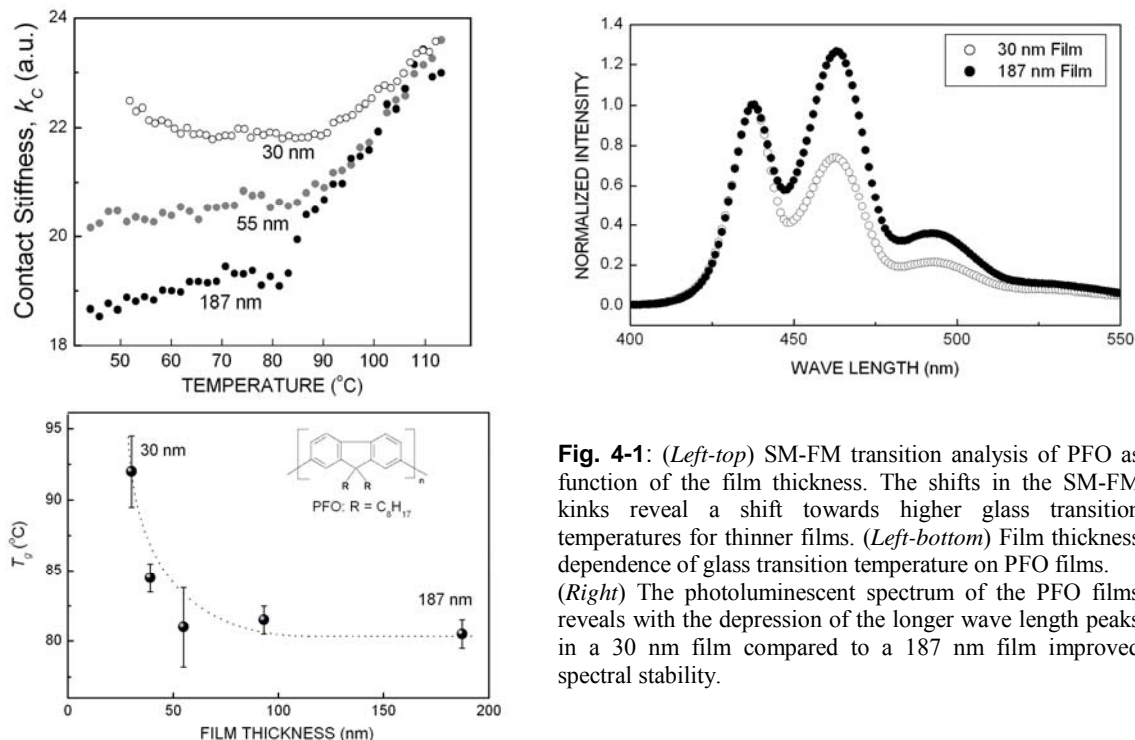 Contact Stiffness, kC (a.u.)
24
22
20
18
30 nm
55 nm
187 nm
50 60 70 80 90 100 110
TEMPERATURE (°C)
NORMALIZED INTENSITY
1.4
1.2
1.0
0.8
0.6
0.4
0.2
0.0
30 nm Film
187 nm Film
400 450 500 550
WAVE LENGTH (nm)
Tg (°C)
95
90
85
80
75
30 nm
187 nm
R R
n
PFO: R = C8H17
0 50 100 150 200
FILM THICKNESS (nm)
Fig. 4-1: (Left-top) SM-FM transition analysis of PFO as
function of the film thickness. The shifts in the SM-FM
kinks reveal a shift towards higher glass transition
temperatures for thinner films. (Left-bottom) Film thickness
dependence of glass transition temperature on PFO films.
(Right) The photoluminescent spectrum of the PFO films
reveals with the depression of the longer wave length peaks
in a 30 nm film compared to a 187 nm film improved
spectral stability.